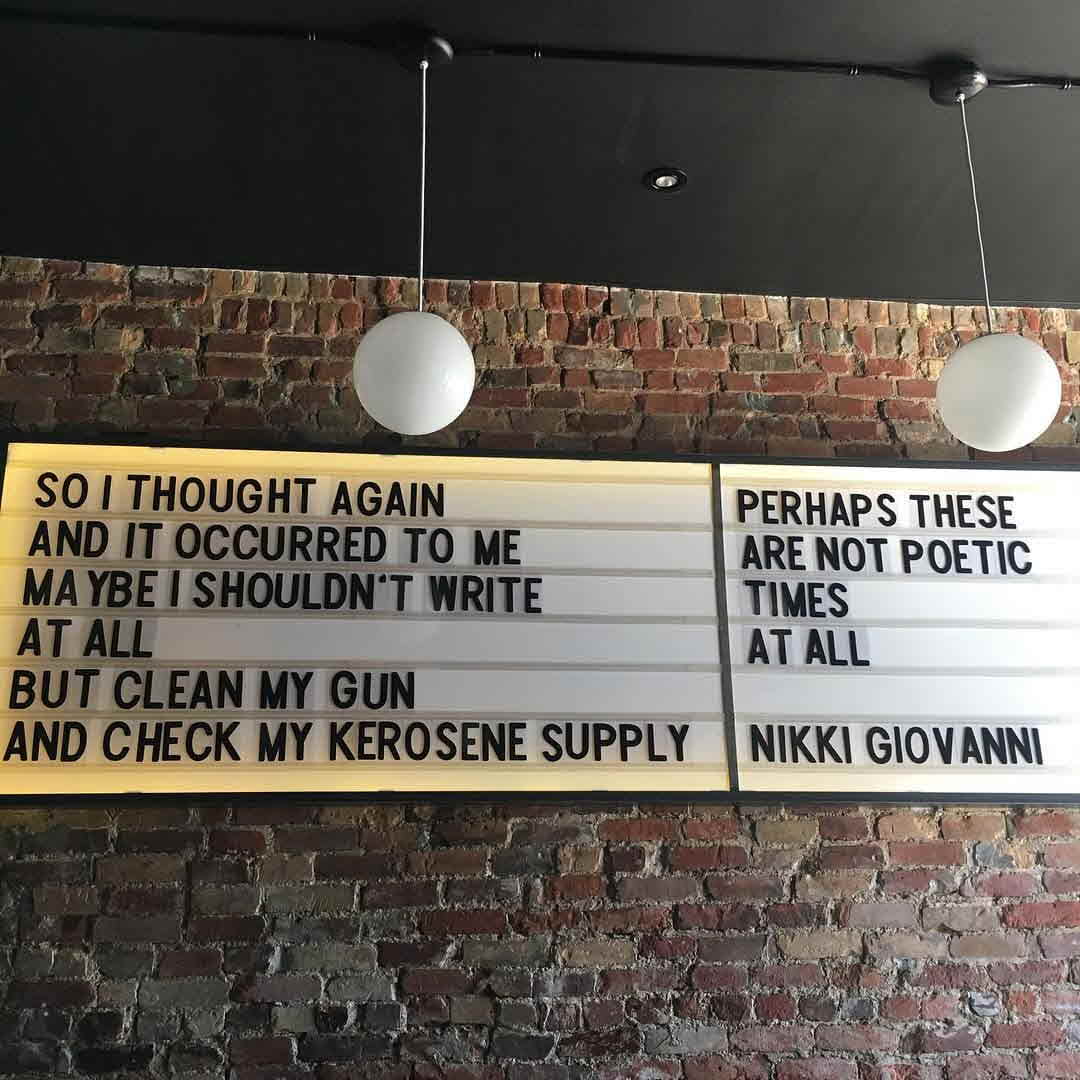 SO I THOUGHT AGAIN
AND IT OCCURRED TO ME
MAYBE I SHOULDN'T WRITE
AT ALL
BUT CLEAN MY GUN
AND CHECK MY KEROSENE SUPPLY
PERHAPS THESE
ARE NOT POETIC
TIMES
AT ALL
NIKKI GIOVANNI